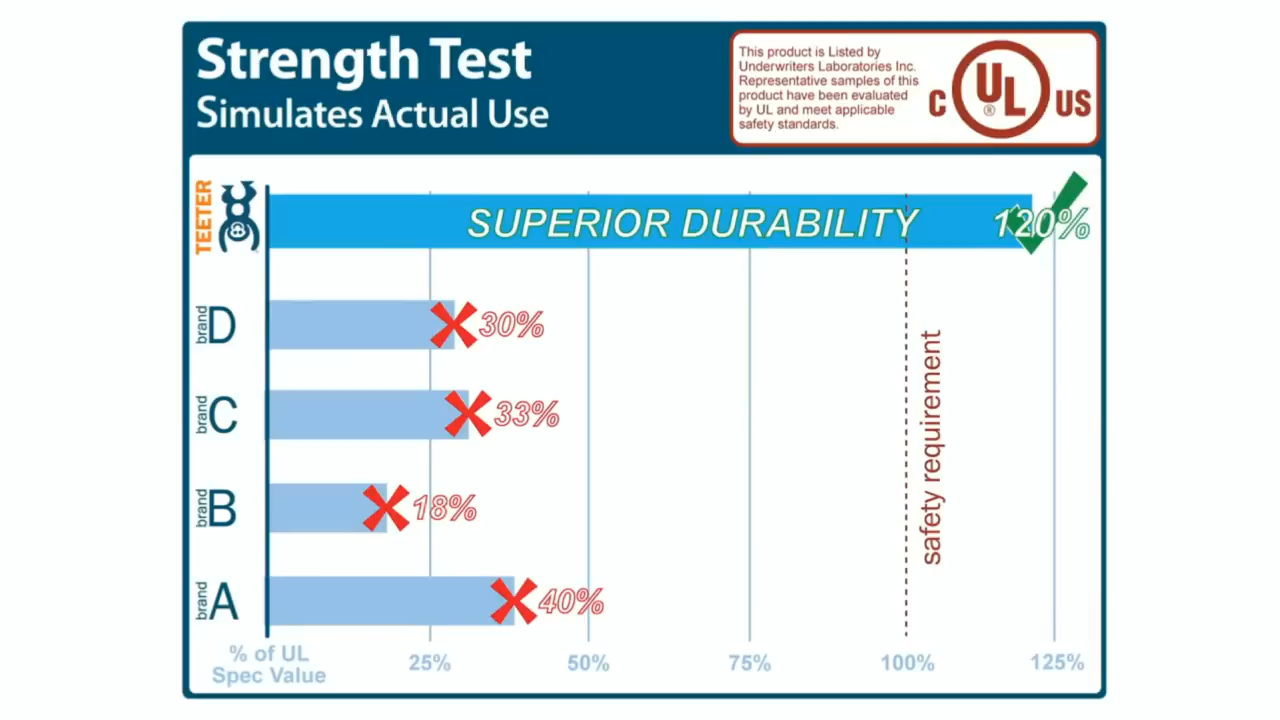 Strength Test
Simulates Actual Use
This product is Listed by
Underwriters Laboratories Inc.
Representative samples of this
product have been evaluated
by UL and meet applicable
safety standards.
C UL US
®
TEETER
SUPERIOR DURABILITY 120%
brand D 30%
brand C 33%
brand B 18%
brand A 40%
safety requirement
% of UL
Spec Value
25% 50% 75% 100% 125%